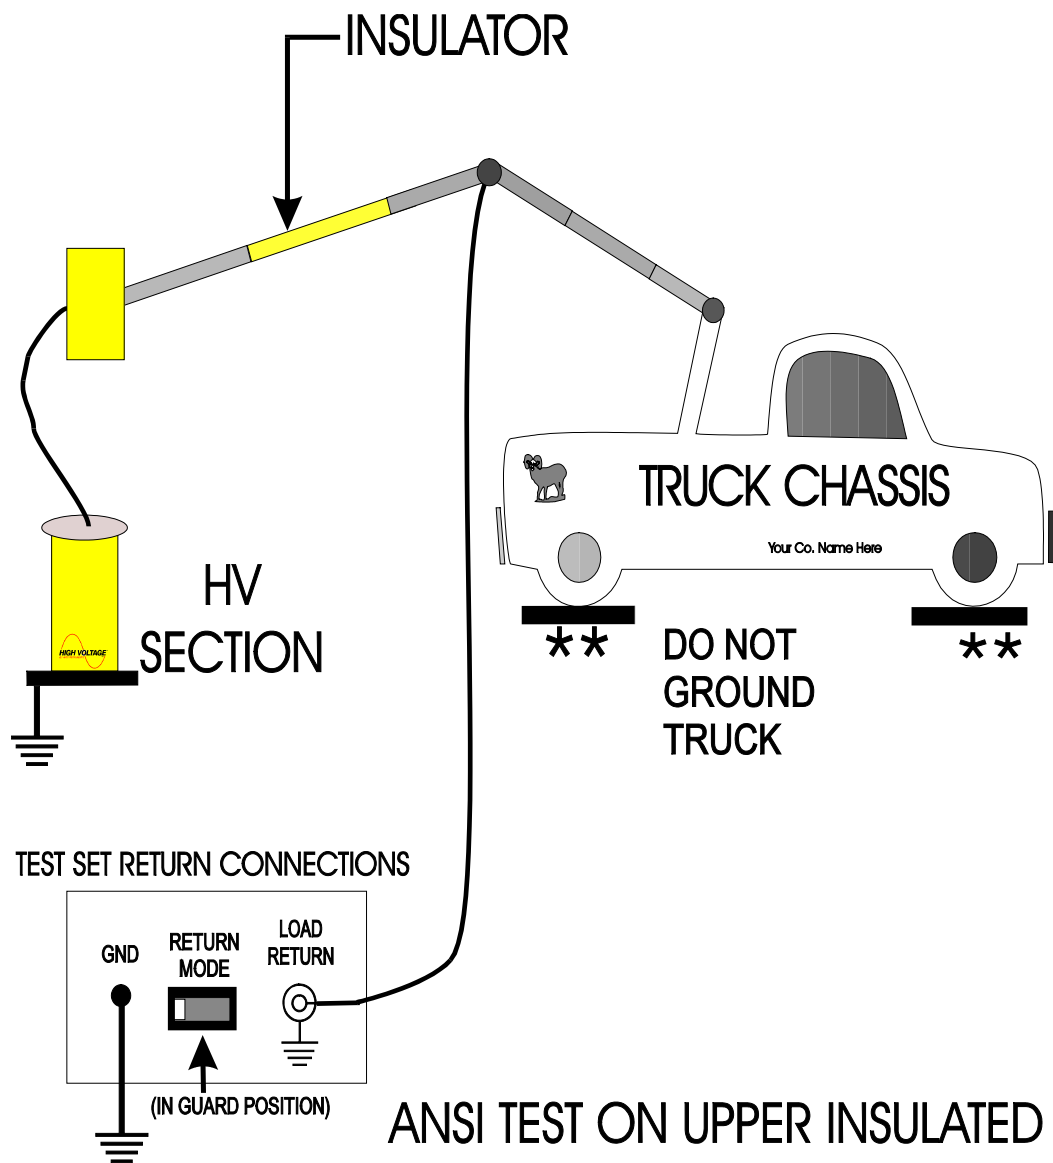 INSULATOR
TRUCK CHASSIS
Your Co. Name Here
HV
SECTION
HIGH VOLTAGE
** **
DO NOT
GROUND
TRUCK
TEST SET RETURN CONNECTIONS
GND
RETURN
MODE
LOAD
RETURN
(IN GUARD POSITION)
ANSI TEST ON UPPER INSULATED